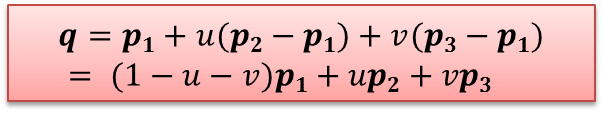 𝒒 = 𝒑₁ + 𝑢(𝒑₂ − 𝒑₁) + 𝑣(𝒑₃ − 𝒑₁)
= (1 − 𝑢 − 𝑣)𝒑₁ + 𝑢𝒑₂ + 𝑣𝒑₃